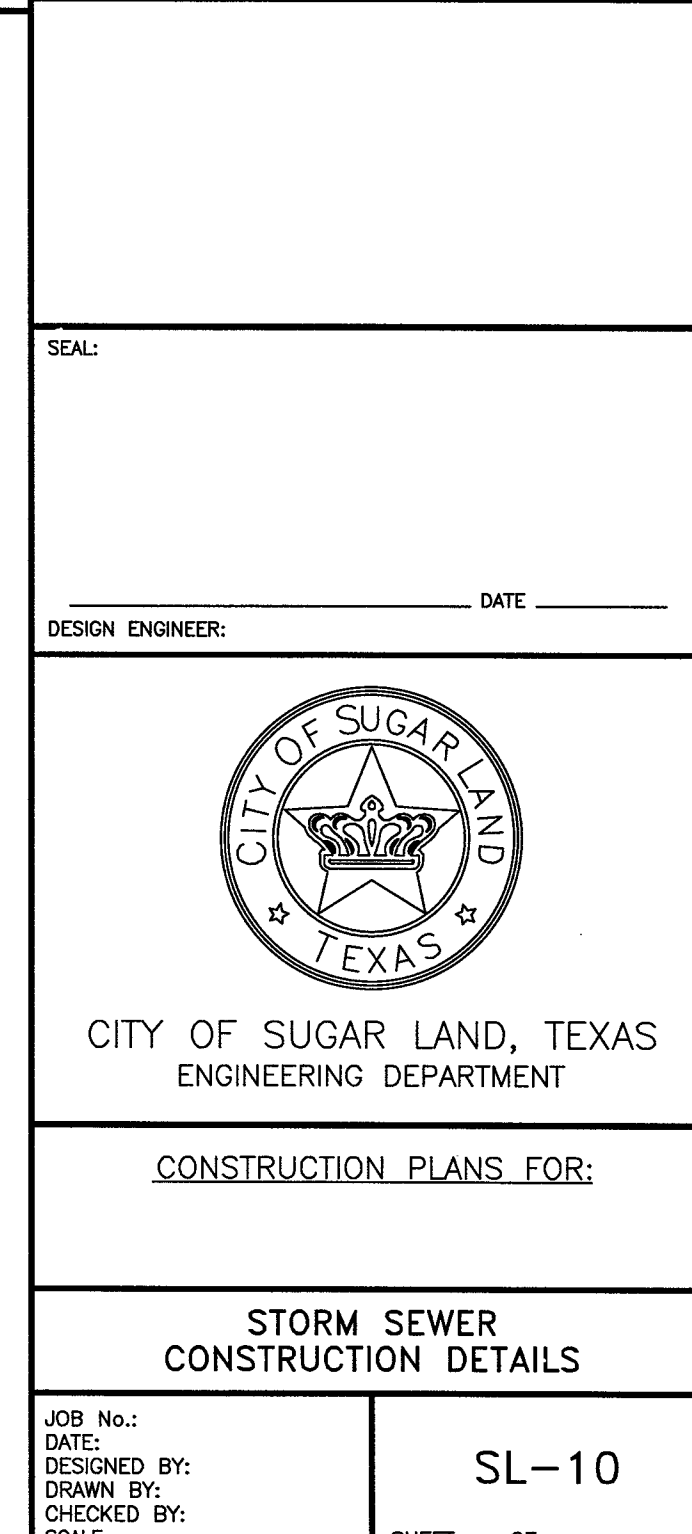 SEAL:
DATE
DESIGN ENGINEER:
CITY OF SUGAR LAND
TEXAS
CITY OF SUGAR LAND, TEXAS
ENGINEERING DEPARTMENT
CONSTRUCTION PLANS FOR:
STORM SEWER
CONSTRUCTION DETAILS
JOB No.:
DATE:
DESIGNED BY:
DRAWN BY:
CHECKED BY:
SL-10